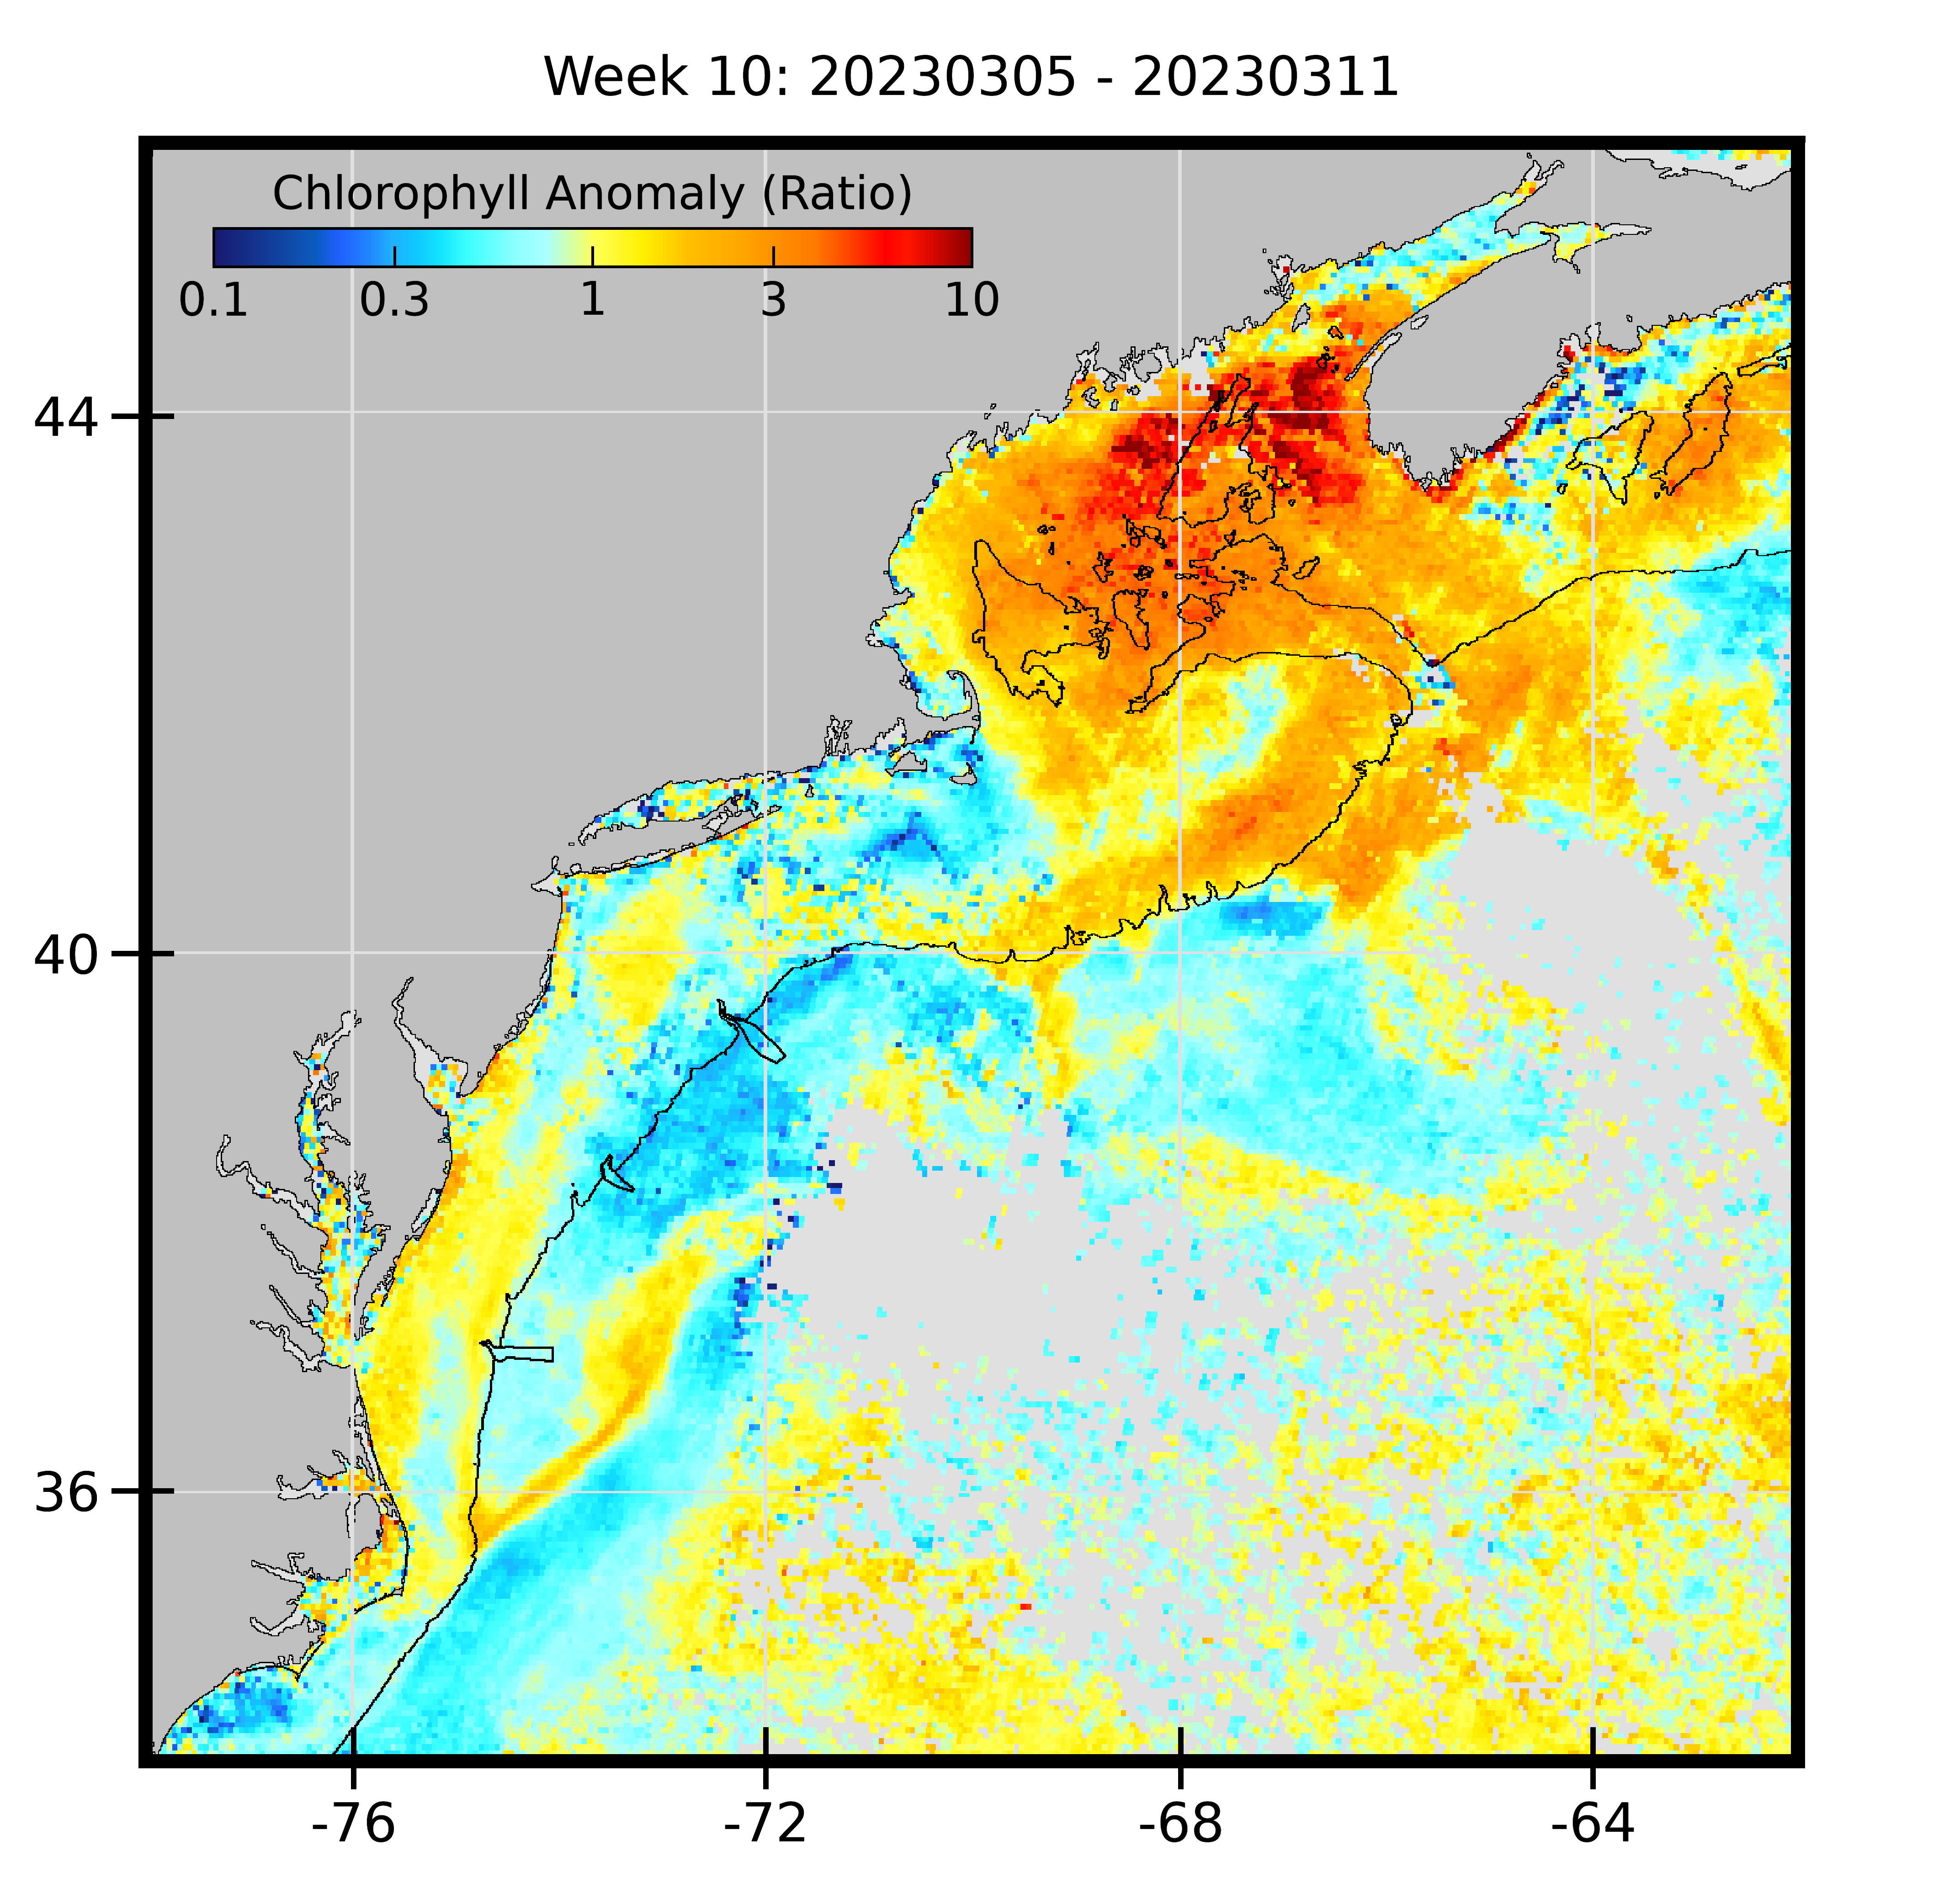 Week 10: 20230305 - 20230311
Chlorophyll Anomaly (Ratio)
0.1 0.3 1 3 10
44
40
36
-76 -72 -68 -64